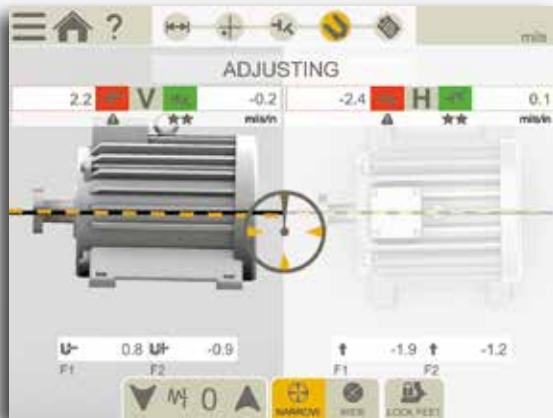 ?
mils
ADJUSTING
2.2 V -0.2 -2.4 H 0.1
mils/in mils/in
0.8 -0.9 -1.9 -1.2
F1 F2 F1 F2
0 NARROW WIDE LOCK FEET